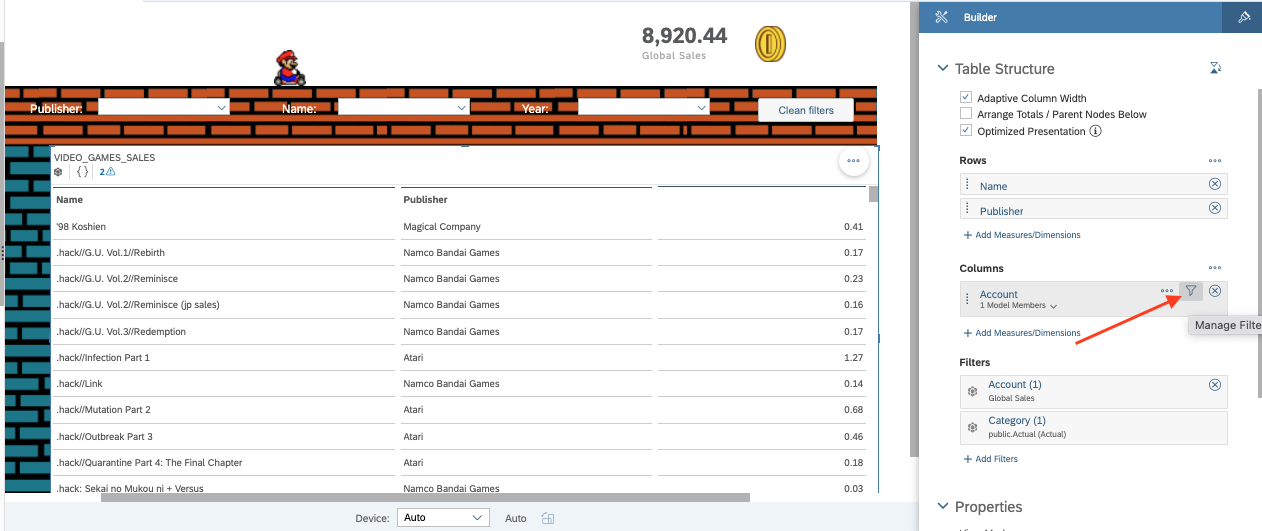 Builder
8,920.44
Global Sales
Publisher:
Name:
Year:
Clean filters
VIDEO_GAMES_SALES
2
Name Publisher
'98 Koshien Magical Company 0.41
.hack//G.U. Vol.1//Rebirth Namco Bandai Games 0.17
.hack//G.U. Vol.2//Reminisce Namco Bandai Games 0.23
.hack//G.U. Vol.2//Reminisce (jp sales) Namco Bandai Games 0.16
.hack//G.U. Vol.3//Redemption Namco Bandai Games 0.17
.hack//Infection Part 1 Atari 1.27
.hack//Link Namco Bandai Games 0.14
.hack//Mutation Part 2 Atari 0.68
.hack//Outbreak Part 3 Atari 0.46
.hack//Quarantine Part 4: The Final Chapter Atari 0.18
.hack: Sekai no Mukou ni + Versus Namco Bandai Games 0.03
Device: Auto Auto
Table Structure
Adaptive Column Width
Arrange Totals / Parent Nodes Below
Optimized Presentation
Rows
Name
Publisher
+ Add Measures/Dimensions
Columns
Account
1 Model Members
Manage Filte
+ Add Measures/Dimensions
Filters
Account (1)
Global Sales
Category (1)
public.Actual (Actual)
+ Add Filters
Properties